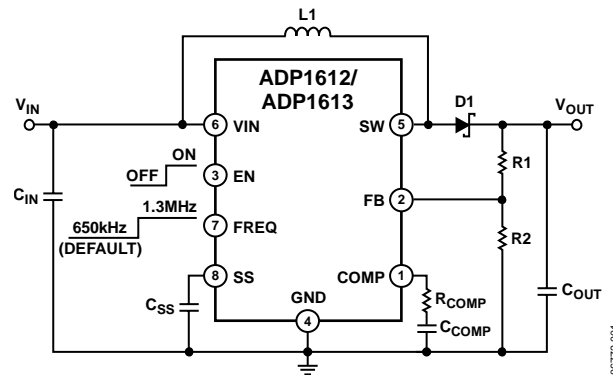 L1
ADP1612/
ADP1613
VIN
VOUT
D1
6 VIN
SW 5
ON
OFF
3 EN
R1
CIN
1.3MHz
650kHz
(DEFAULT)
7 FREQ
FB 2
R2
8 SS
COMP 1
CSS
GND
4
RCOMP
CCOMP
COUT